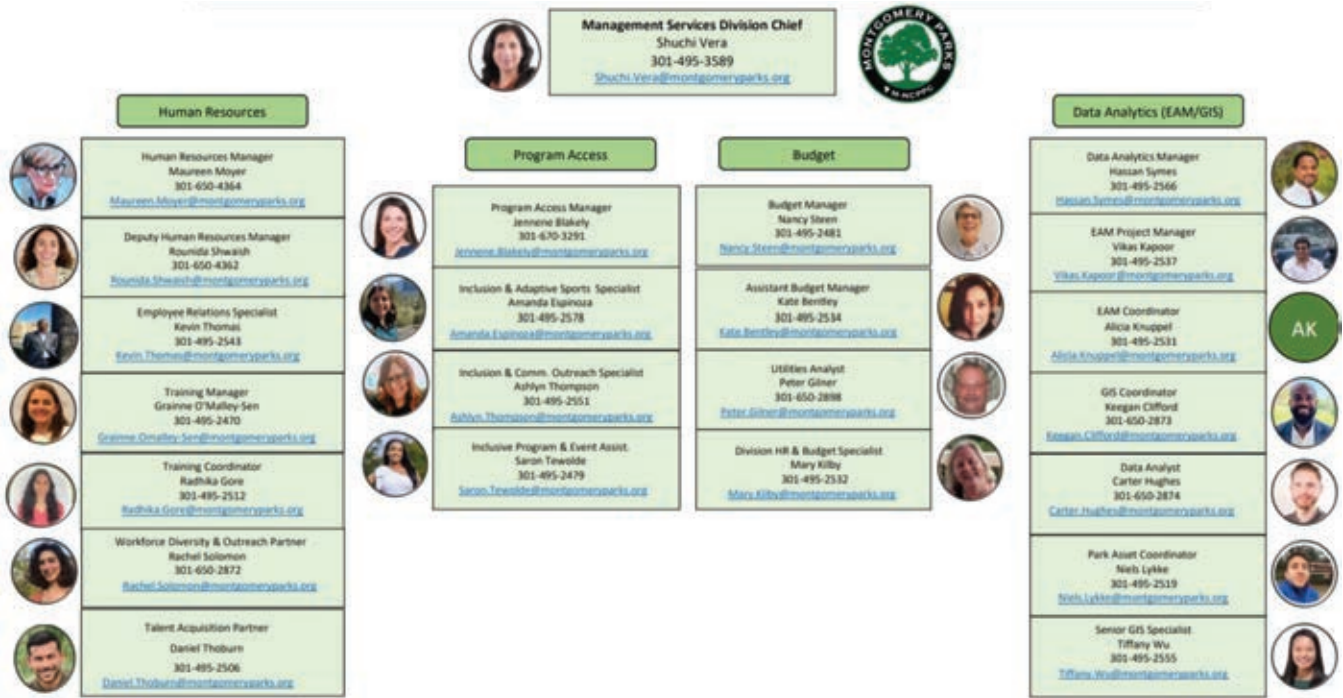 Management Services Division Chief
Shuchi Vera
301-495-3589
Shuchi.Vera@montgomeryparks.org
MONTGOMERY PARKS
M-NCPPC
Human Resources
Human Resources Manager
Maureen Moyer
301-650-4364
Maureen.Moyer@montgomeryparks.org
Deputy Human Resources Manager
Rounida Shwaish
301-650-4362
Rounida.Shwaish@montgomeryparks.org
Employee Relations Specialist
Kevin Thomas
301-495-2543
Kevin.Thomas@montgomeryparks.org
Training Manager
Grainne O'Malley-Sen
301-495-2470
Grainne.Omalley-Sen@montgomeryparks.org
Training Coordinator
Radhika Gore
301-495-2512
Radhika.Gore@montgomeryparks.org
Workforce Diversity & Outreach Partner
Rachel Solomon
301-650-2872
Rachel.Solomon@montgomeryparks.org
Talent Acquisition Partner
Daniel Thoburn
301-495-2506
Daniel.Thoburn@montgomeryparks.org
Program Access
Program Access Manager
Jennene Blakely
301-670-3291
Jennene.Blakely@montgomeryparks.org
Inclusion & Adaptive Sports Specialist
Amanda Espinoza
301-495-2578
Amanda.Espinoza@montgomeryparks.org
Inclusion & Comm. Outreach Specialist
Ashlyn Thompson
301-495-2551
Ashlyn.Thompson@montgomeryparks.org
Inclusive Program & Event Assist.
Saron Tewolde
301-495-2479
Saron.Tewolde@montgomeryparks.org
Budget
Budget Manager
Nancy Steen
301-495-2481
Nancy.Steen@montgomeryparks.org
Assistant Budget Manager
Kate Bentley
301-495-2534
Kate.Bentley@montgomeryparks.org
Utilities Analyst
Peter Gilner
301-650-2898
Peter.Gilner@montgomeryparks.org
Division HR & Budget Specialist
Mary Kilby
301-495-2532
Mary.Kilby@montgomeryparks.org
Data Analytics (EAM/GIS)
Data Analytics Manager
Hassan Symes
301-495-2566
Hassan.Symes@montgomeryparks.org
EAM Project Manager
Vikas Kapoor
301-495-2537
Vikas.Kapoor@montgomeryparks.org
EAM Coordinator
Alicia Knuppel
301-495-2531
Alicia.Knuppel@montgomeryparks.org
AK
GIS Coordinator
Keegan Clifford
301-650-2873
Keegan.Clifford@montgomeryparks.org
Data Analyst
Carter Hughes
301-650-2874
Carter.Hughes@montgomeryparks.org
Park Asset Coordinator
Niels Lykke
301-495-2519
Niels.Lykke@montgomeryparks.org
Senior GIS Specialist
Tiffany Wu
301-495-2555
Tiffany.Wu@montgomeryparks.org